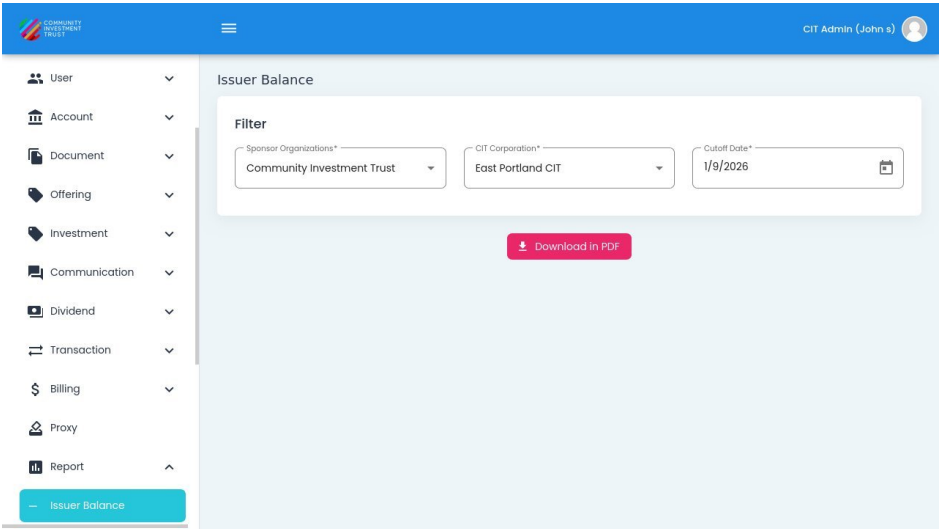 COMMUNITY
INVESTMENT
TRUST
CIT Admin (John s)
User
Account
Document
Offering
Investment
Communication
Dividend
Transaction
Billing
Proxy
Report
Issuer Balance
Issuer Balance
Filter
Sponsor Organizations*
Community Investment Trust
CIT Corporation*
East Portland CIT
Cutoff Date*
1/9/2026
Download in PDF